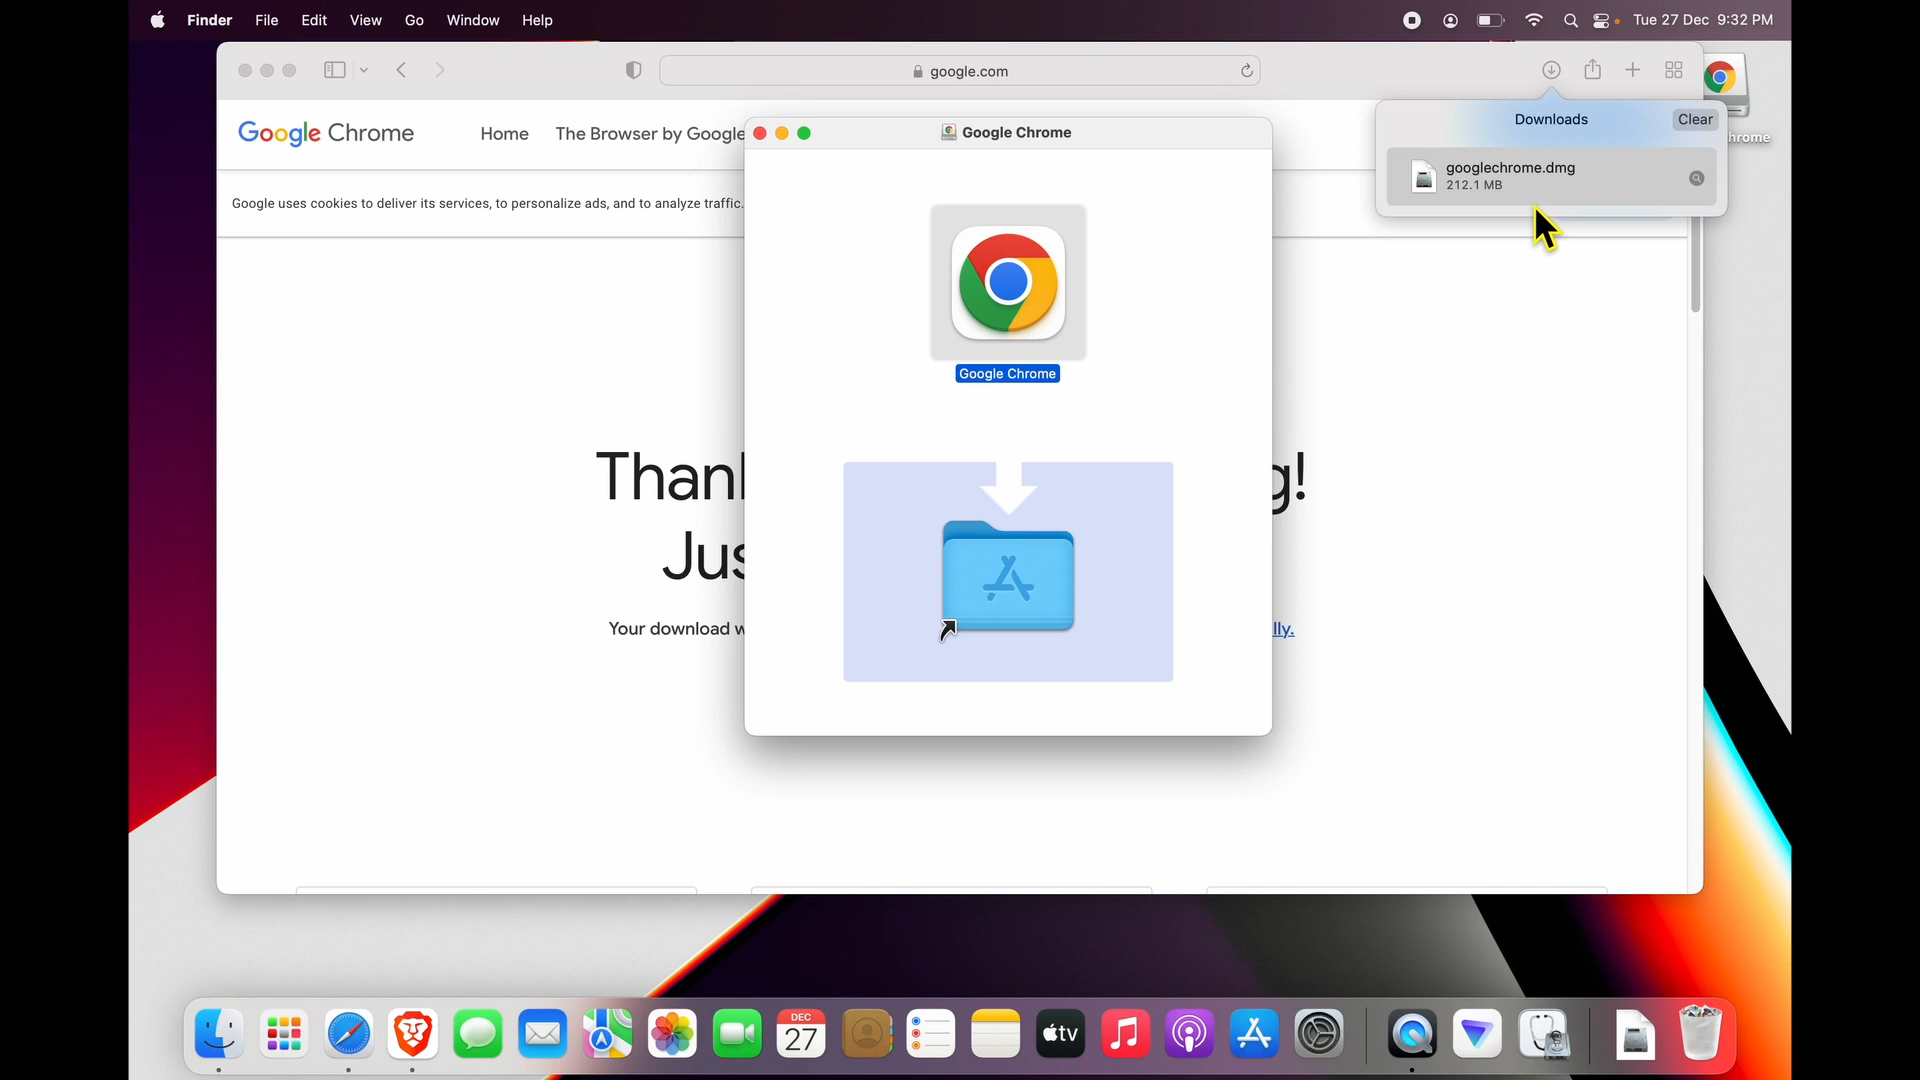 Finder File Edit View Go Window Help Tue 27 Dec 9:32 PM
google.com
Google Chrome Home The Browser by Google
Google Chrome
Downloads Clear
hrome
googlechrome.dmg
212.1 MB
Google uses cookies to deliver its services, to personalize ads, and to analyze traffic.
Google Chrome
Than g!
Jus
Your download lly.
DEC
27
tv